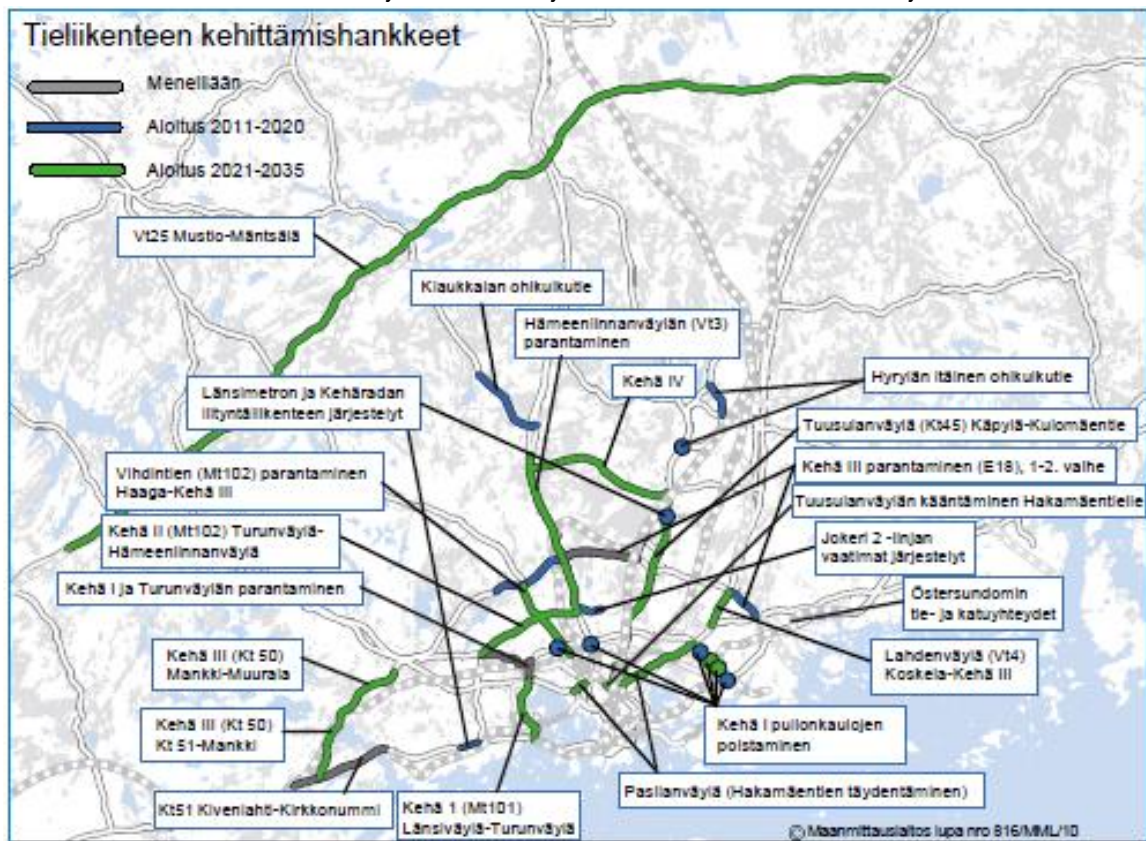 Tieliikenteen kehittämishankkeet
Menellään
Aloitus 2011-2020
Aloitus 2021-2035
Vt25 Mustio-Mäntsälä
Klaukkalan ohikulkutie
Hämeenlinnanväylän (Vt3)
parantaminen
Kehä IV
Hyrylän itäinen ohikulkutie
Länsimetron ja Kehäradan
liityntäliikenteen järjestelyt
Tuusulanväylä (Kt45) Käpylä-Kulomäentie
Vihdintien (Mt102) parantaminen
Haaga-Kehä III
Kehä III parantaminen (E18), 1-2. vaihe
Tuusulanväylän kääntäminen Hakamäentielle
Kehä II (Mt102) Turunväylä-
Hämeenlinnanväylä
Jokeri 2 -linjan
vaatimat järjestelyt
Kehä I ja Turunväylän parantaminen
Östersundomin
tie- ja katuyhteydet
Kehä III (Kt 50)
Mankki-Muurala
Lahdenväylä (Vt4)
Koskela-Kehä III
Kehä III (Kt 50)
Kt 51-Mankki
Kehä I pullonkaulojen
poistaminen
Kt51 Kivenlahti-Kirkkonummi
Kehä 1 (Mt101)
Länsiväylä-Turunväylä
Pasilanväylä (Hakamäentien täydentäminen)
© Maanmittauslaitos lupa nro 816/MML/10